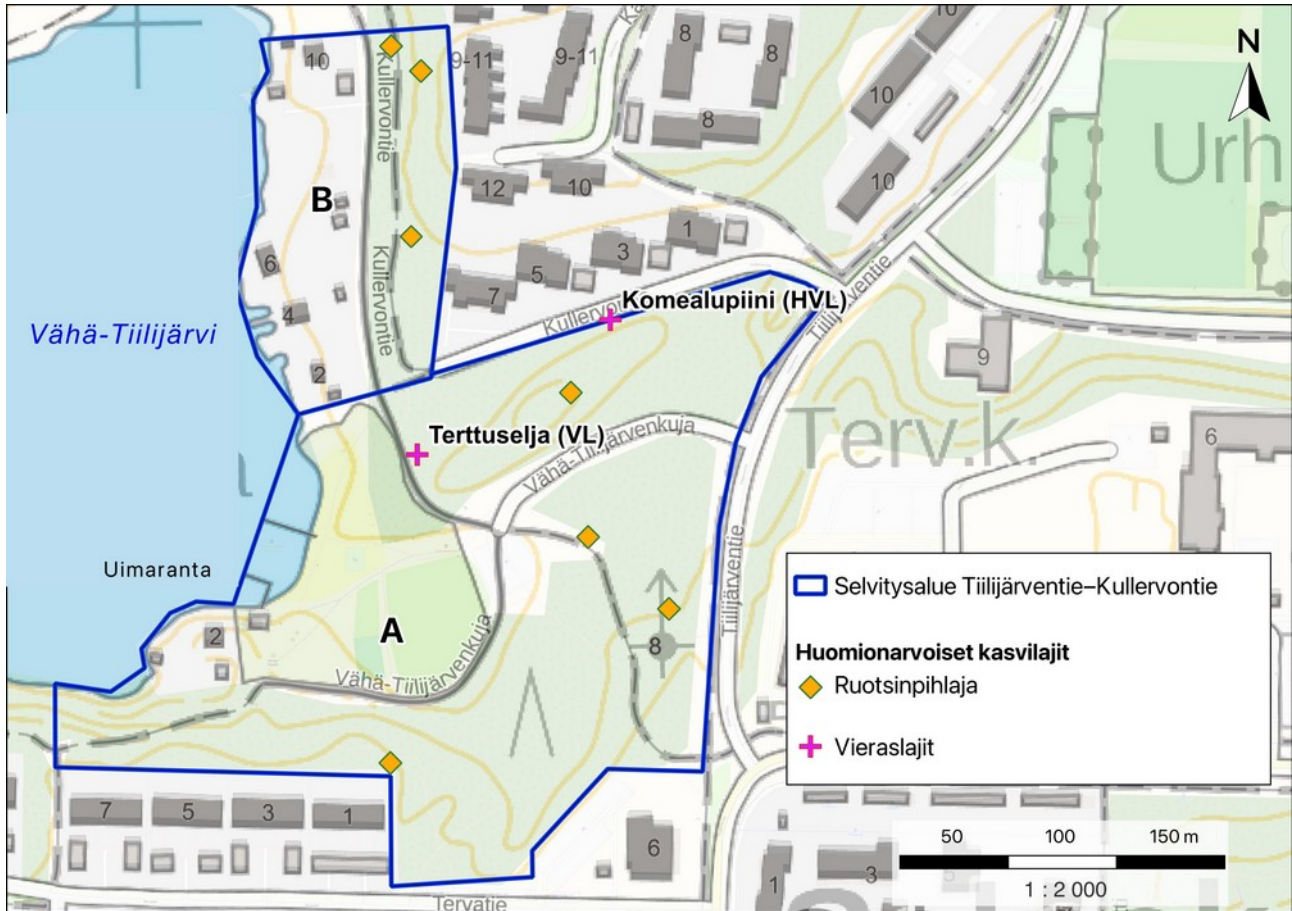 N
10
9-11
9-11
8
8
8
10
10
10
Kullervontie
Urh
B
12
10
6
1
3
5
7
4
Kullervontie
Komealupiini (HVL)
Vähä-Tiilijärvi
Tiilijärventie
9
2
Terttuselja (VL)
Vähä-Tiilijärvenkuja
Terv.k.
6
Uimaranta
A
2
8
Vähä-Tiilijärvenkuja
Tiilijärventie
Selvitysalue Tiilijärventie–Kullervontie
Huomionarvoiset kasvilajit
Ruotsinpihlaja
Vieraslajit
7
5
3
1
6
1
3
50
100
150 m
1 : 2 000
Tervatie